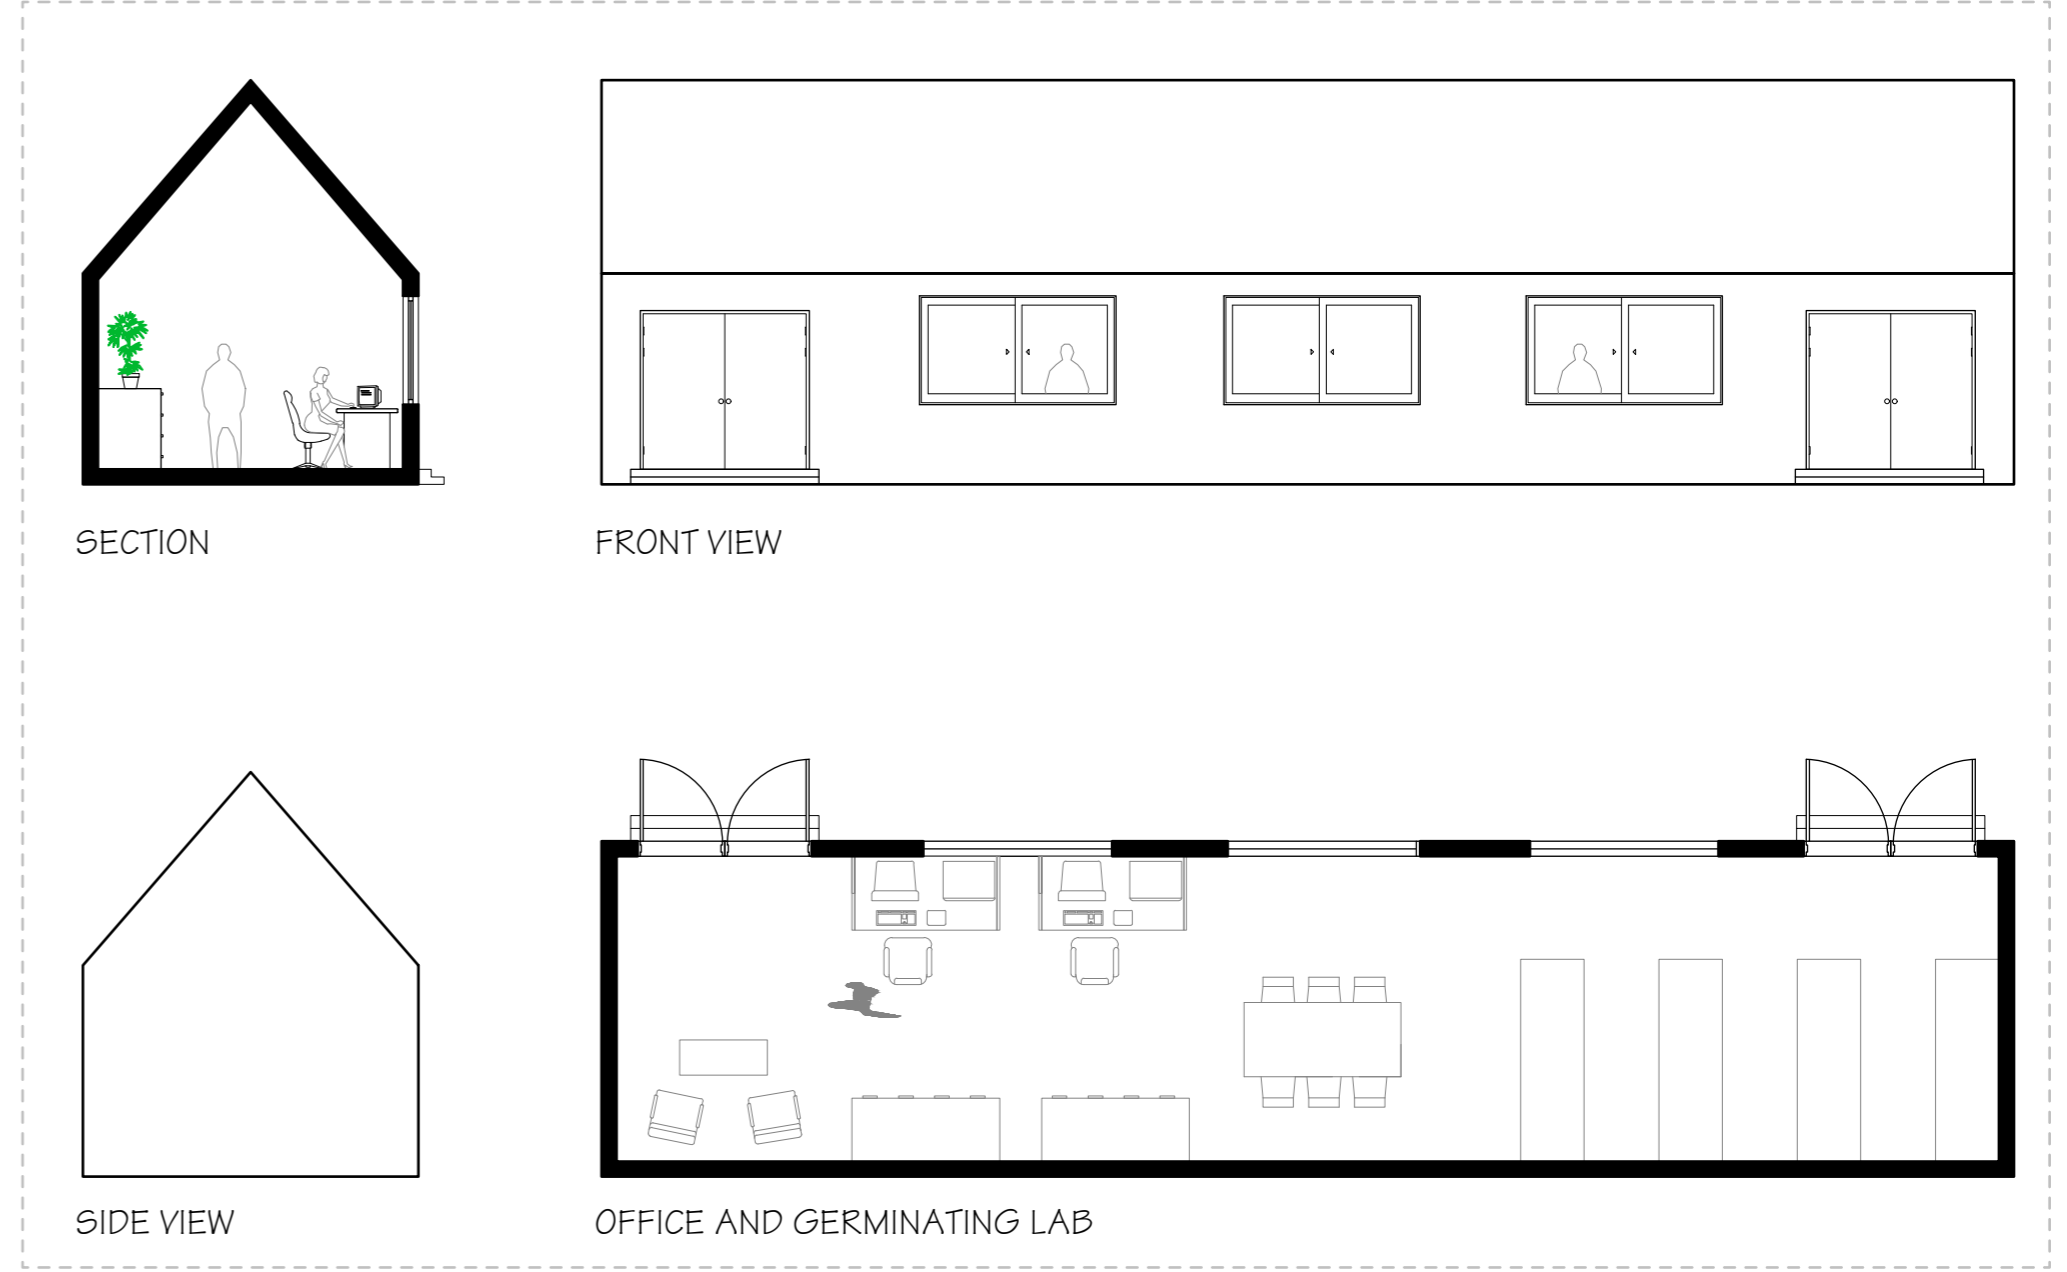 SECTION
FRONT VIEW
SIDE VIEW
OFFICE AND GERMINATING LAB